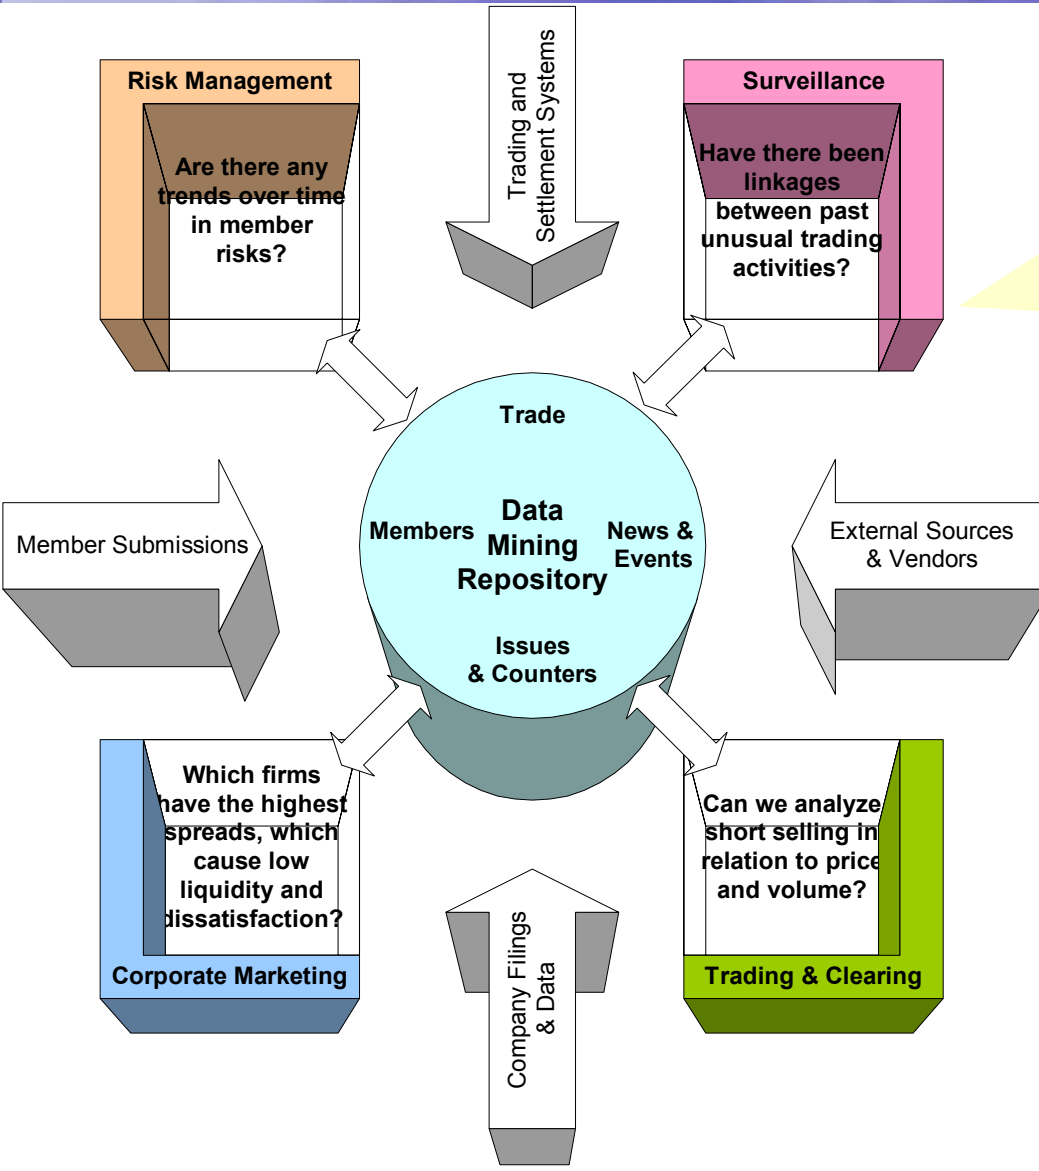 Risk Management
Are there any
trends over time
in member
risks?
Trading and
Settlement Systems
Surveillance
Have there been
linkages
between past
unusual trading
activities?
Trade
Members
Data
Mining
Repository
News &
Events
Issues
& Counters
Member Submissions
External Sources
& Vendors
Which firms
have the highest
spreads, which
cause low
liquidity and
dissatisfaction?
Corporate Marketing
Company Filings
& Data
Can we analyze
short selling in
relation to price
and volume?
Trading & Clearing